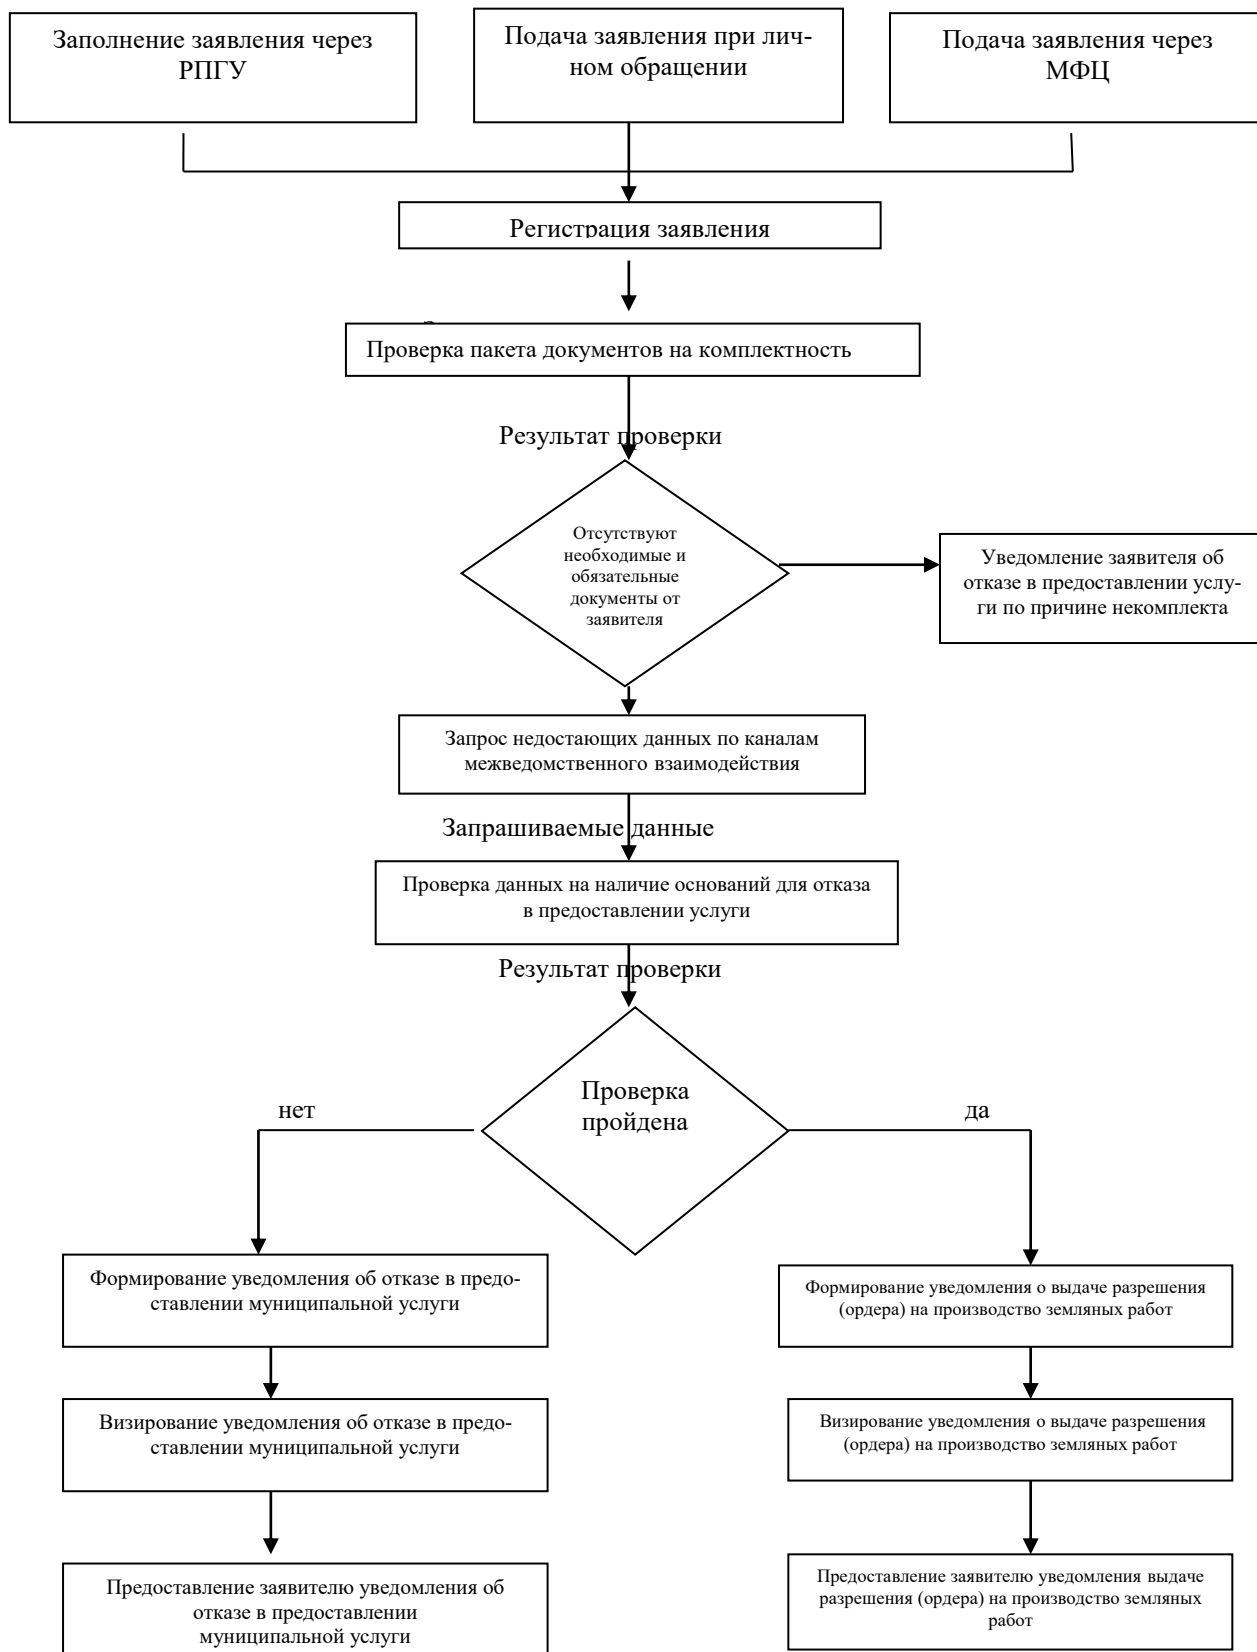 Заполнение заявления через
РПГУ
Подача заявления при лич-
ном обращении
Подача заявления через
МФЦ
Регистрация заявления
Проверка пакета документов на комплектность
Результат проверки
Отсутствуют
необходимые и
обязательные
документы от
заявителя
Уведомление заявителя об
отказе в предоставлении услу-
ги по причине некомплекта
Запрос недостающих данных по каналам
межведомственного взаимодействия
Запрашиваемые данные
Проверка данных на наличие оснований для отказа
в предоставлении услуги
Результат проверки
Проверка
пройдена
нет
да
Формирование уведомления об отказе в предо-
ставлении муниципальной услуги
Формирование уведомления о выдаче разрешения
(ордера) на производство земляных работ
Визирование уведомления об отказе в предо-
ставлении муниципальной услуги
Визирование уведомления о выдаче разрешения
(ордера) на производство земляных работ
Предоставление заявителю уведомления об
отказе в предоставлении
муниципальной услуги
Предоставление заявителю уведомления выдаче
разрешения (ордера) на производство земляных
работ